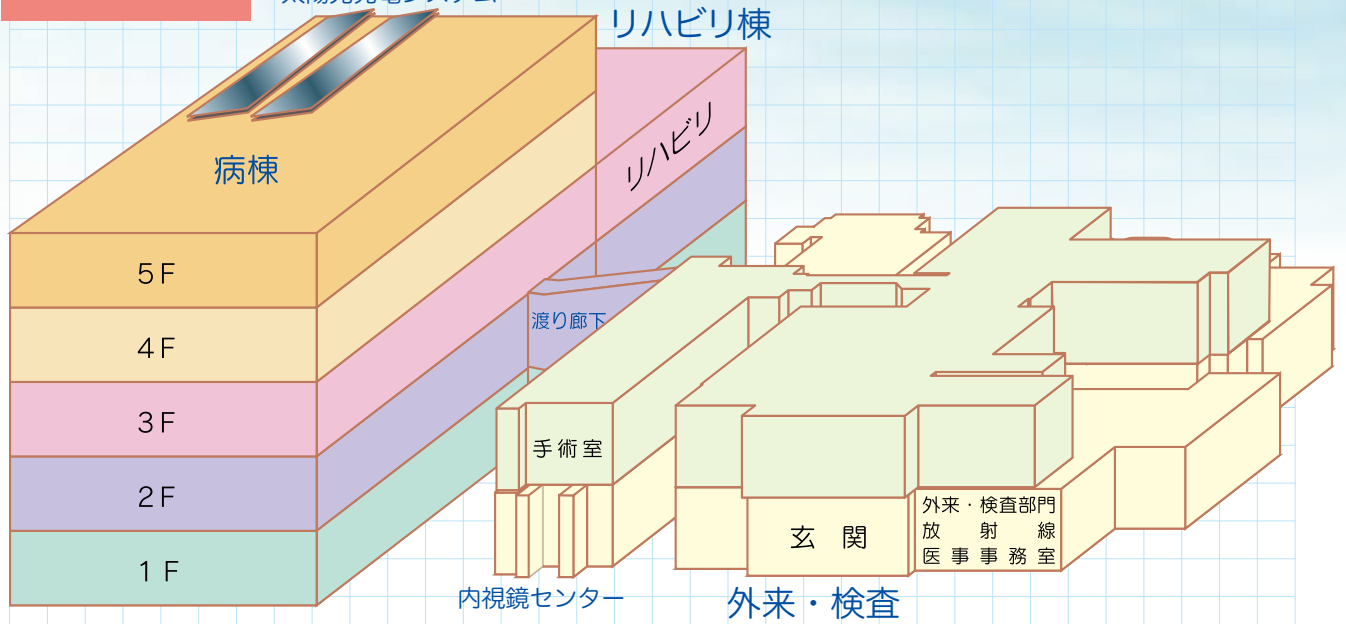 リハビリ棟
病棟
リハビリ
5F
4F
3F
2F
1F
渡り廊下
手術室
玄関
外来・検査部門
放射線
医事事務室
内視鏡センター
外来・検査